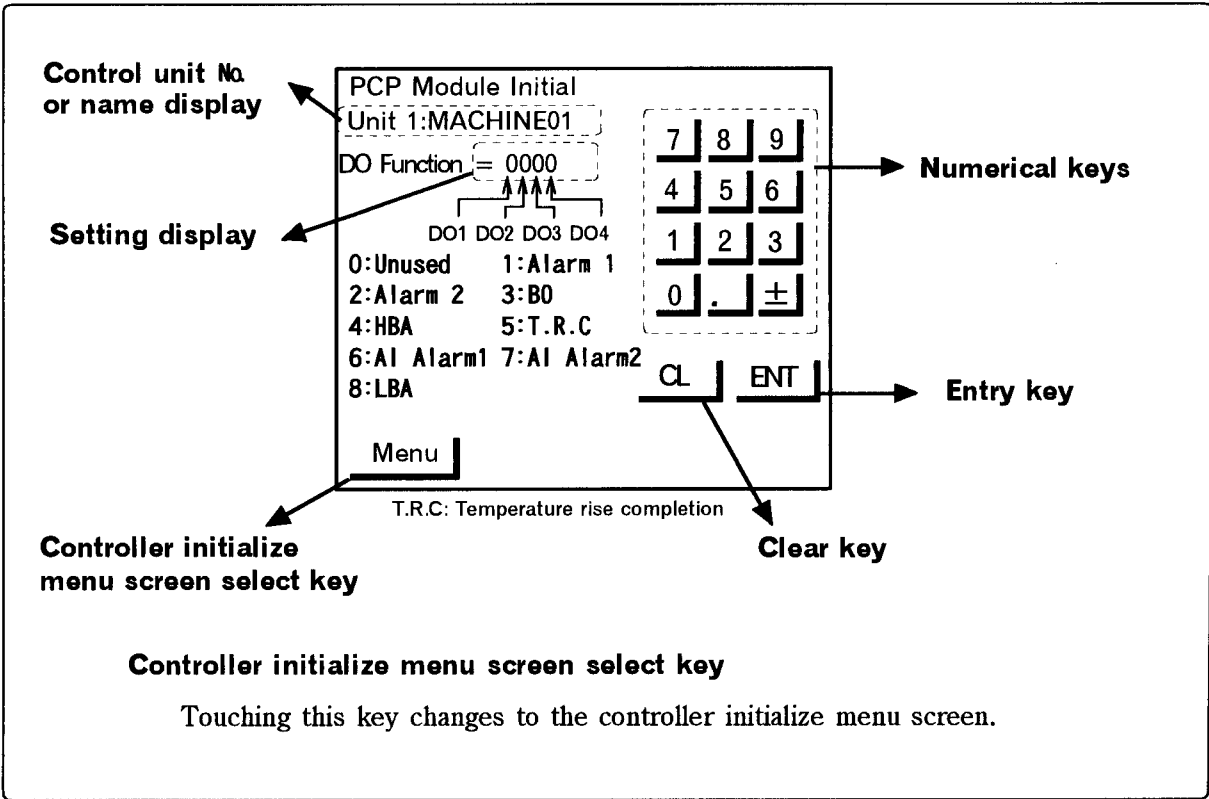 Control unit No.
or name display
PCP Module Initial
Unit 1:MACHINE01
DO Function = 0000
DO1 DO2 DO3 DO4
Setting display
0:Unused 1:Alarm 1
2:Alarm 2 3:BO
4:HBA 5:T.R.C
6:AI Alarm1 7:AI Alarm2
8:LBA
7 8 9
4 5 6
1 2 3
0 . ±
Numerical keys
CL ENT
Entry key
Menu
T.R.C: Temperature rise completion
Controller initialize
menu screen select key
Clear key
Controller initialize menu screen select key
Touching this key changes to the controller initialize menu screen.